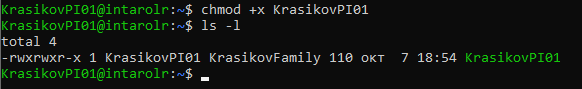 KrasikovPI01@intarolr:~$ chmod +x KrasikovPI01
KrasikovPI01@intarolr:~$ ls -l
total 4
-rwxrwxr-x 1 KrasikovPI01 KrasikovFamily 110 окт  7 18:54 KrasikovPI01
KrasikovPI01@intarolr:~$